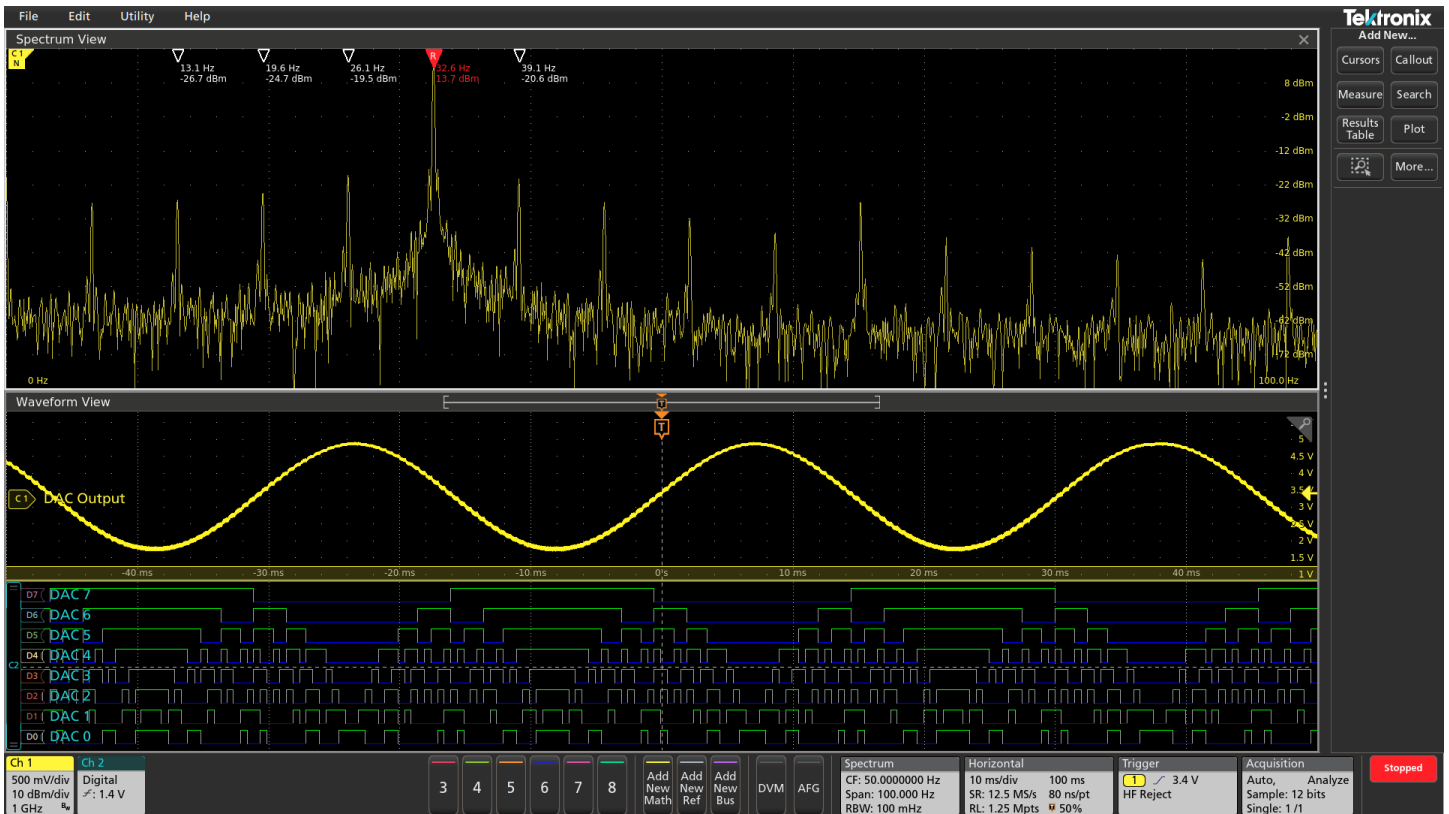 File Edit Utility Help
Tektronix
Add New...
Spectrum View
C 1
N
R
13.1 Hz
-26.7 dBm
19.6 Hz
-24.7 dBm
26.1 Hz
-19.5 dBm
32.6 Hz
13.7 dBm
39.1 Hz
-20.6 dBm
8 dBm
-2 dBm
-12 dBm
-22 dBm
-32 dBm
-42 dBm
-52 dBm
-62 dBm
-72 dBm
0 Hz
100.0 Hz
Cursors Callout
Measure Search
Results
Table
Plot
More...
Waveform View
T
T
C 1
DAC Output
5
4.5 V
4 V
3.5
3 V
2.5 V
2 V
1.5 V
1 V
-40 ms -30 ms -20 ms -10 ms 0 s 10 ms 20 ms 30 ms 40 ms
C2
D7 DAC 7
D6 DAC 6
D5 DAC 5
D4 DAC 4
D3 DAC 3
D2 DAC 2
D1 DAC 1
D0 DAC 0
Ch 1
500 mV/div
10 dBm/div
1 GHz
Ch 2
Digital
: 1.4 V
3 4 5 6 7 8
Add
New
Math
Add
New
Ref
Add
New
Bus
DVM
AFG
Spectrum
CF: 50.0000000 Hz
Span: 100.000 Hz
RBW: 100 mHz
Horizontal
10 ms/div 100 ms
SR: 12.5 MS/s 80 ns/pt
RL: 1.25 Mpts 50%
Trigger
1 3.4 V
HF Reject
Acquisition
Auto, Analyze
Sample: 12 bits
Single: 1 /1
Stopped